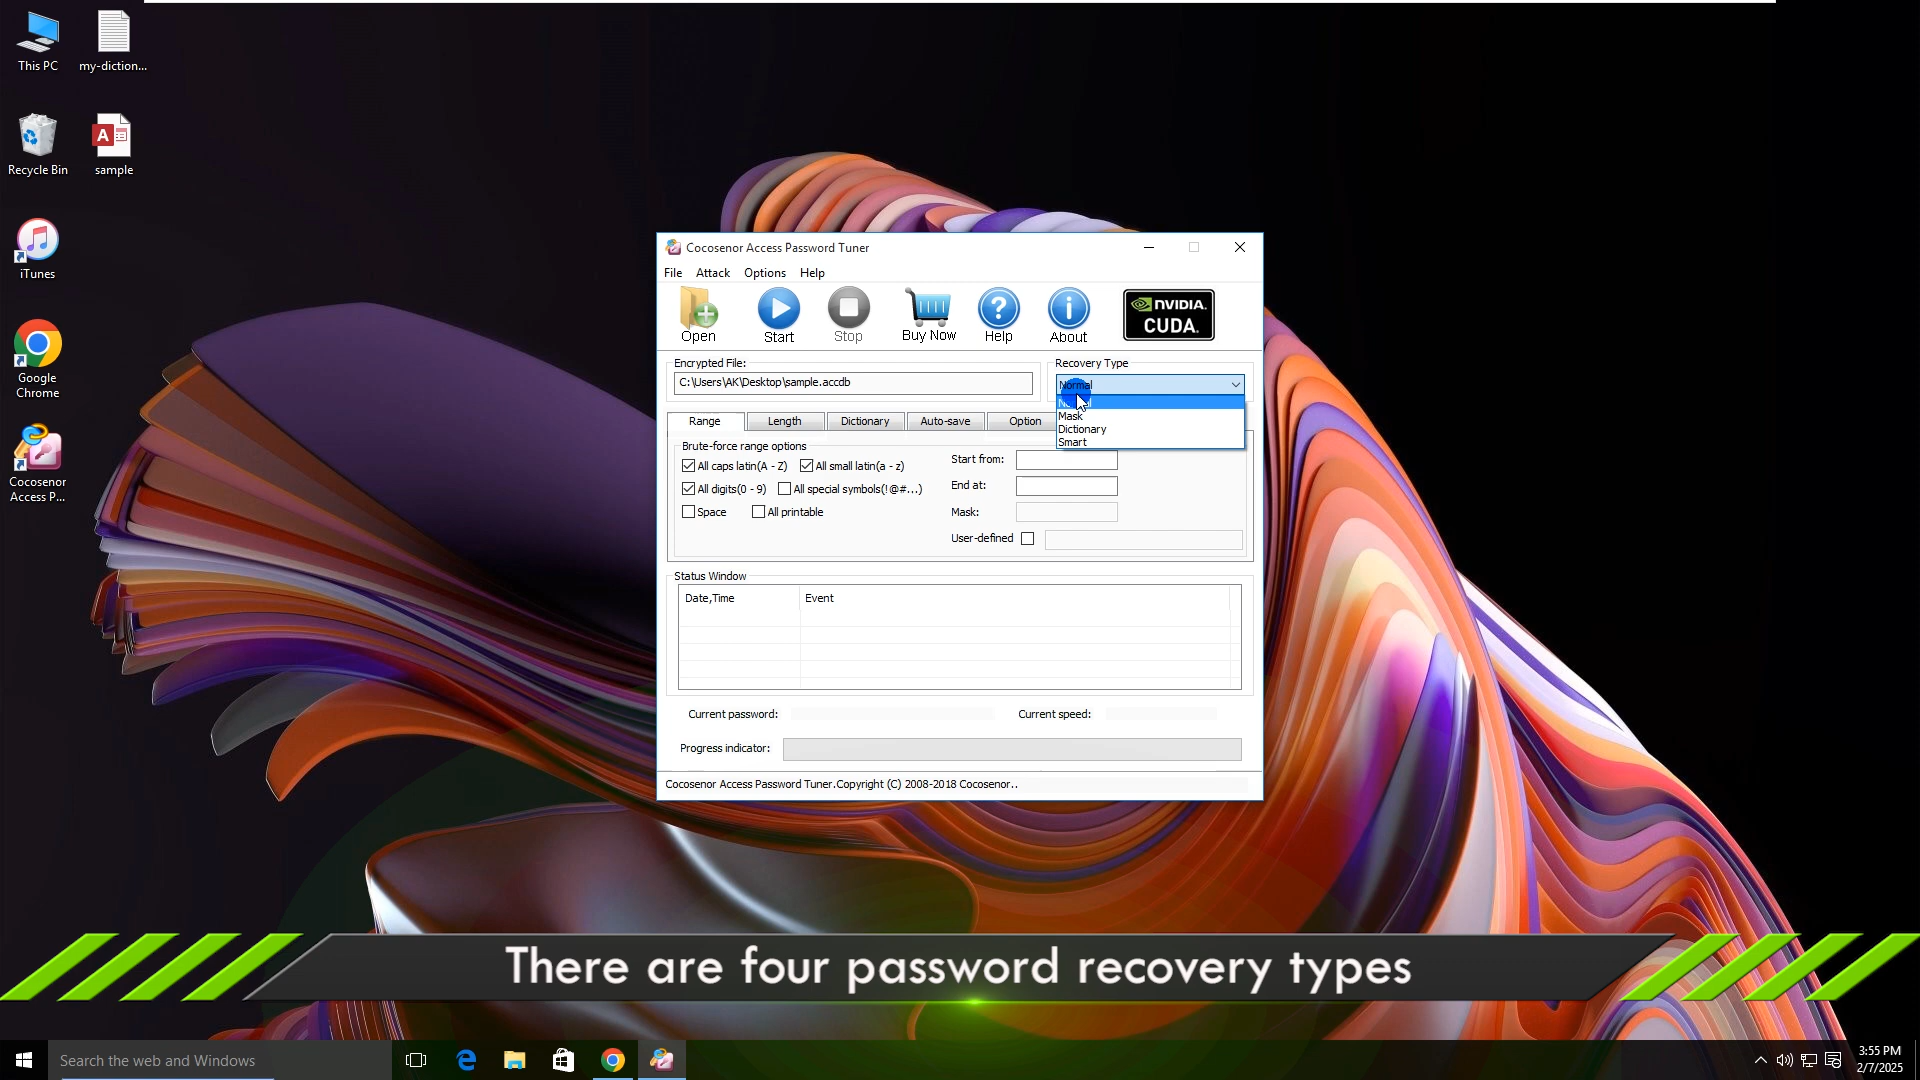 This PC
my-diction...
Recycle Bin
sample
iTunes
Google
Chrome
Cocosenor
Access P...
Cocosenor Access Password Tuner
File Attack Options Help
Open Start Stop Buy Now Help About
NVIDIA.
CUDA.
Encrypted File:
C:\Users\AK\Desktop\sample.accdb
Recovery Type
Normal
Mask
Dictionary
Smart
Range Length Dictionary Auto-save Option
Brute-force range options
All caps latin(A - Z) All small latin(a - z)
All digits(0 - 9) All special symbols(!@#...)
Space All printable
Start from:
End at:
Mask:
User-defined
Status Window
Date,Time Event
Current password: Current speed:
Progress indicator:
Cocosenor Access Password Tuner.Copyright (C) 2008-2018 Cocosenor..
There are four password recovery types
Search the web and Windows
3:55 PM
2/7/2025